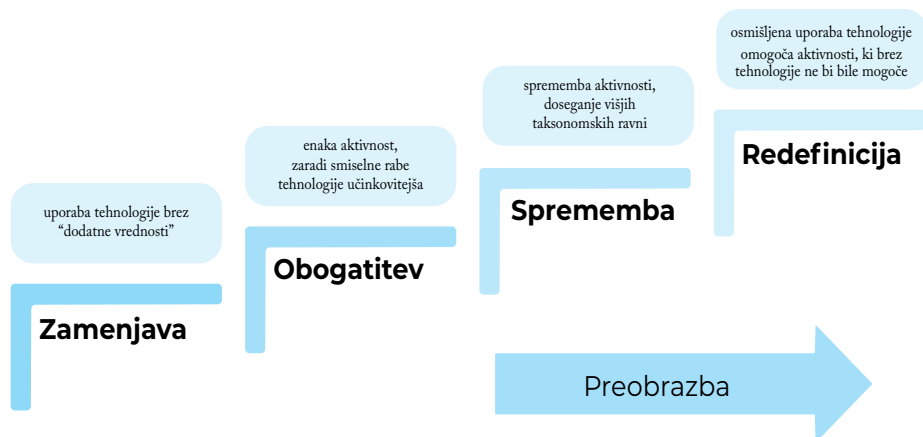 uporaba tehnologije brez
“dodatne vrednosti”
Zamenjava
enaka aktivnost,
zaradi smiselne rabe
tehnologije učinkovitejša
Obogatitev
sprememba aktivnosti,
doseganje višjih
taksonomskih ravni
Sprememba
osmišljena uporaba tehnologije
omogoča aktivnosti, ki brez
tehnologije ne bi bile mogoče
Redefinicija
Preobrazba